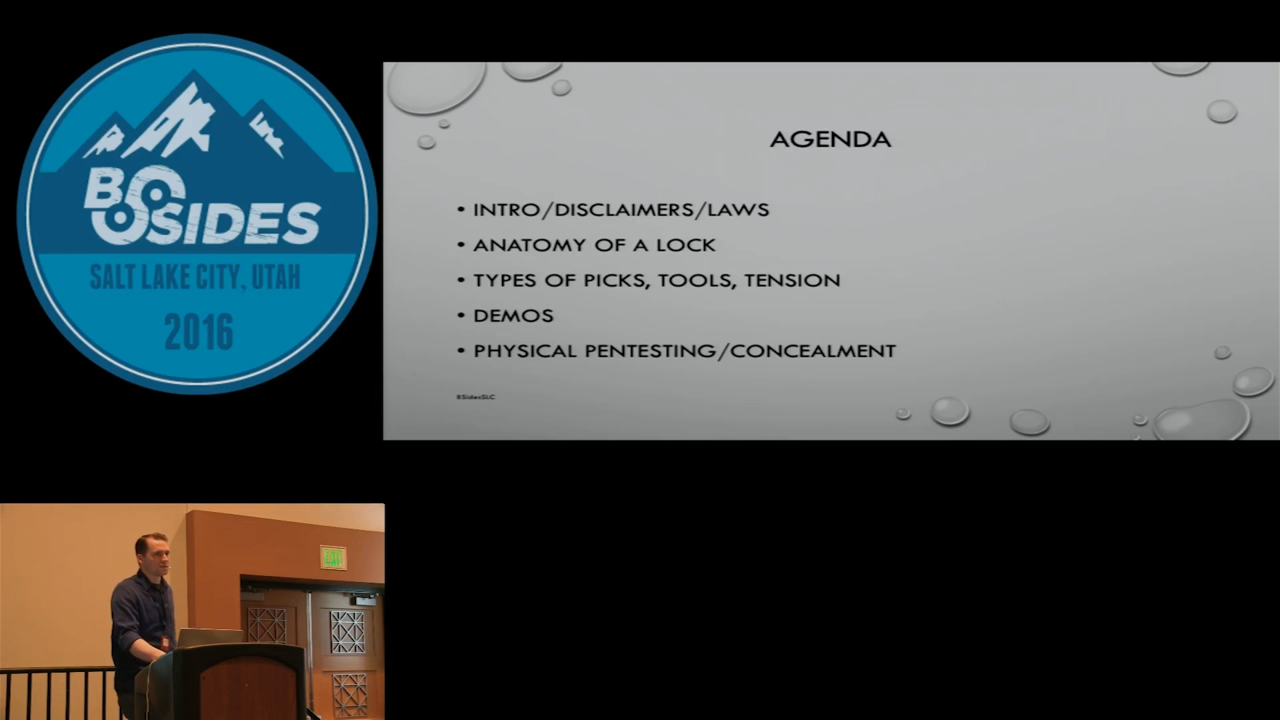 BSIDES
SALT LAKE CITY, UTAH
2016
AGENDA
• INTRO/DISCLAIMERS/LAWS
• ANATOMY OF A LOCK
• TYPES OF PICKS, TOOLS, TENSION
• DEMOS
• PHYSICAL PENTESTING/CONCEALMENT
BSidesSLC
EXIT